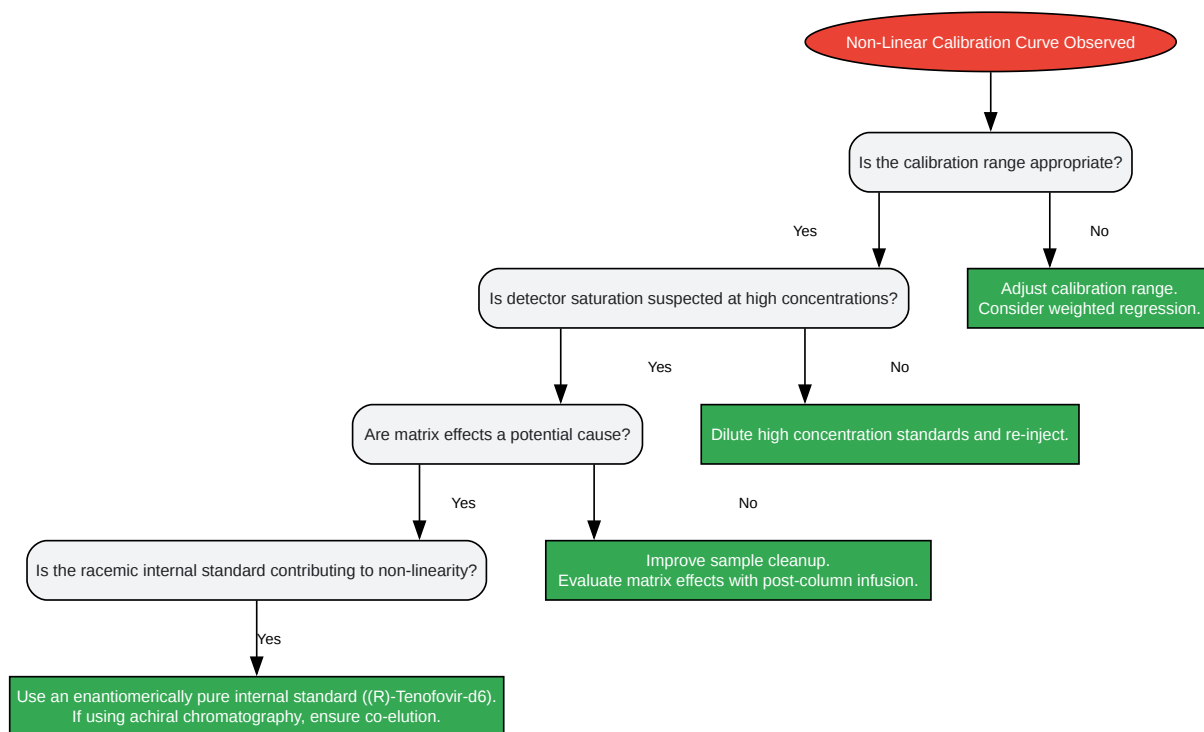 Non-Linear Calibration Curve Observed
Is the calibration range appropriate?
Yes
No
Is detector saturation suspected at high concentrations?
Adjust calibration range.
Consider weighted regression.
Yes
No
Are matrix effects a potential cause?
Dilute high concentration standards and re-inject.
Yes
No
Is the racemic internal standard contributing to non-linearity?
Improve sample cleanup.
Evaluate matrix effects with post-column infusion.
Yes
Use an enantiomerically pure internal standard ((R)-Tenofovir-d6).
If using achiral chromatography, ensure co-elution.